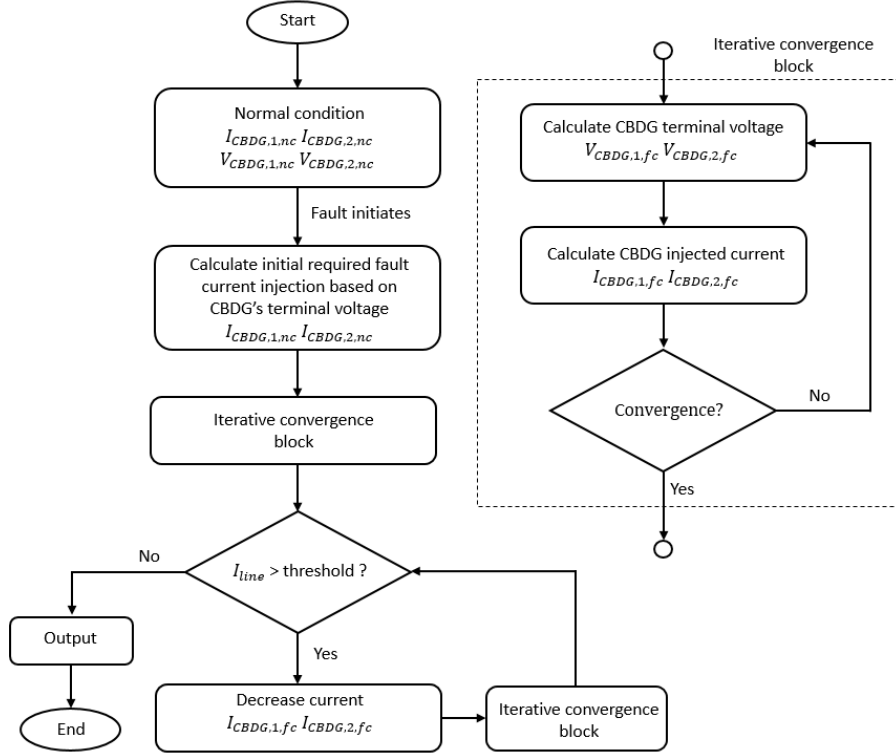 Start
Normal condition
I_{CBDG,1,nc} I_{CBDG,2,nc}
V_{CBDG,1,nc} V_{CBDG,2,nc}
Fault initiates
Calculate initial required fault
current injection based on
CBDG's terminal voltage
I_{CBDG,1,nc} I_{CBDG,2,nc}
Iterative convergence
block
I_{line} > threshold ?
No
Output
End
Yes
Decrease current
I_{CBDG,1,fc} I_{CBDG,2,fc}
Iterative convergence
block
Iterative convergence
block
Calculate CBDG terminal voltage
V_{CBDG,1,fc} V_{CBDG,2,fc}
Calculate CBDG injected current
I_{CBDG,1,fc} I_{CBDG,2,fc}
Convergence?
No
Yes